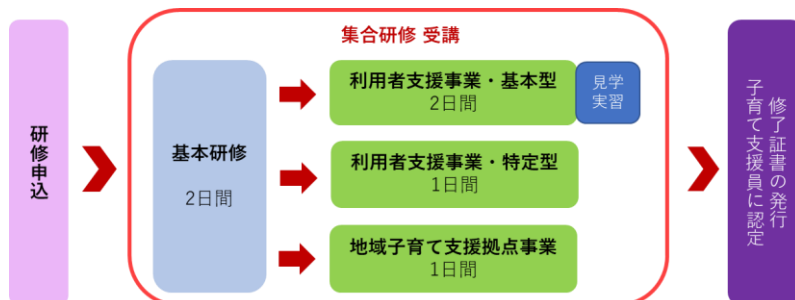 研修申込
集合研修 受講
基本研修
2日間
利用者支援事業・基本型
2日間
見学
実習
利用者支援事業・特定型
1日間
地域子育て支援拠点事業
1日間
修了証書の発行
子育て支援員に認定